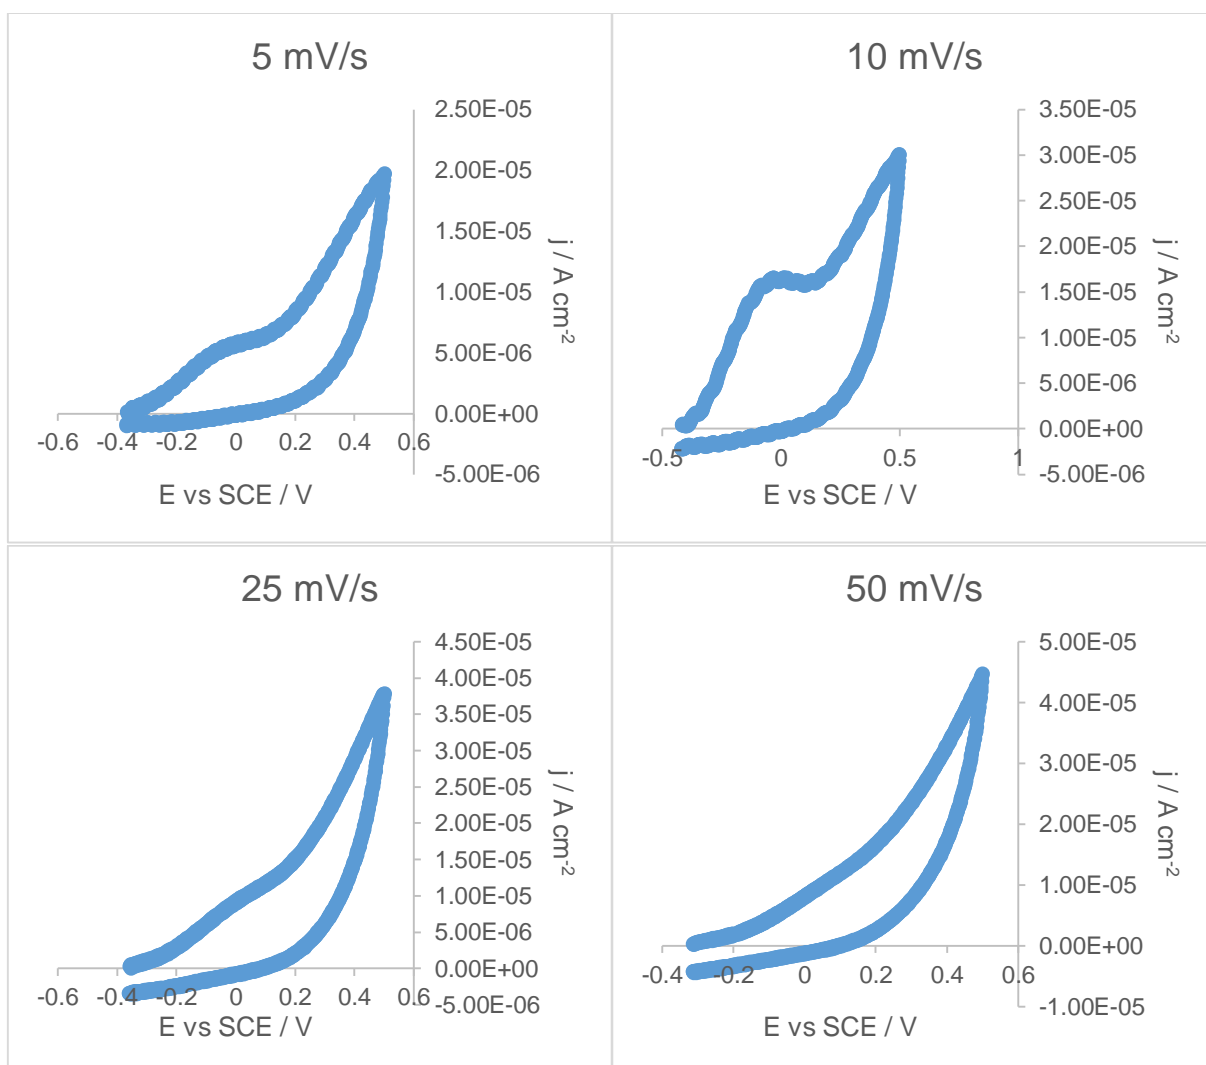 5 mV/s
2.50E-05
2.00E-05
1.50E-05
1.00E-05
5.00E-06
0.00E+00
-5.00E-06
-0.6 -0.4 -0.2 0 0.2 0.4 0.6
E vs SCE / V
j / A cm-2
10 mV/s
3.50E-05
3.00E-05
2.50E-05
2.00E-05
1.50E-05
1.00E-05
5.00E-06
0.00E+00
-5.00E-06
-0.5 0 0.5 1
E vs SCE / V
j / A cm-2
25 mV/s
4.50E-05
4.00E-05
3.50E-05
3.00E-05
2.50E-05
2.00E-05
1.50E-05
1.00E-05
5.00E-06
0.00E+00
-5.00E-06
-0.6 -0.4 -0.2 0 0.2 0.4 0.6
E vs SCE / V
j / A cm-2
50 mV/s
5.00E-05
4.00E-05
3.00E-05
2.00E-05
1.00E-05
0.00E+00
-1.00E-05
-0.4 -0.2 0 0.2 0.4 0.6
E vs SCE / V
j / A cm-2